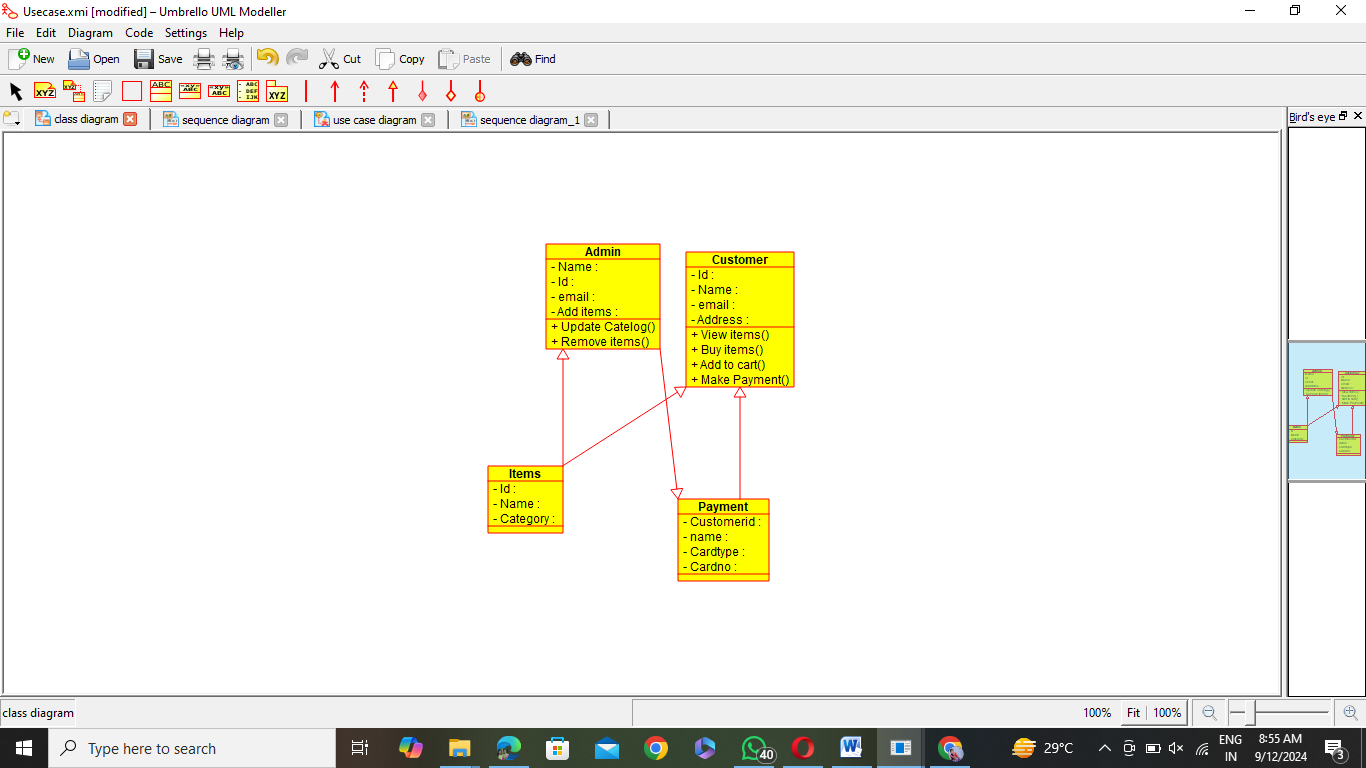 Usecase.xmi [modified] – Umbrello UML Modeller
File Edit Diagram Code Settings Help
New Open Save Cut Copy Paste Find
XYZ XYZ ABC -xy= ABC -xy= ABC - ABC - DEF - IJK XYZ
class diagram sequence diagram use case diagram sequence diagram_1 Bird's eye
Admin
- Name :
- Id :
- email :
- Add items :
+ Update Catelog()
+ Remove items()
Customer
- Id :
- Name :
- email :
- Address :
+ View items()
+ Buy items()
+ Add to cart()
+ Make Payment()
Items
- Id :
- Name :
- Category :
Payment
- Customerid :
- name :
- Cardtype :
- Cardno :
class diagram 100% Fit 100%
Type here to search 40 W 29°C ENG IN 8:55 AM 9/12/2024 3